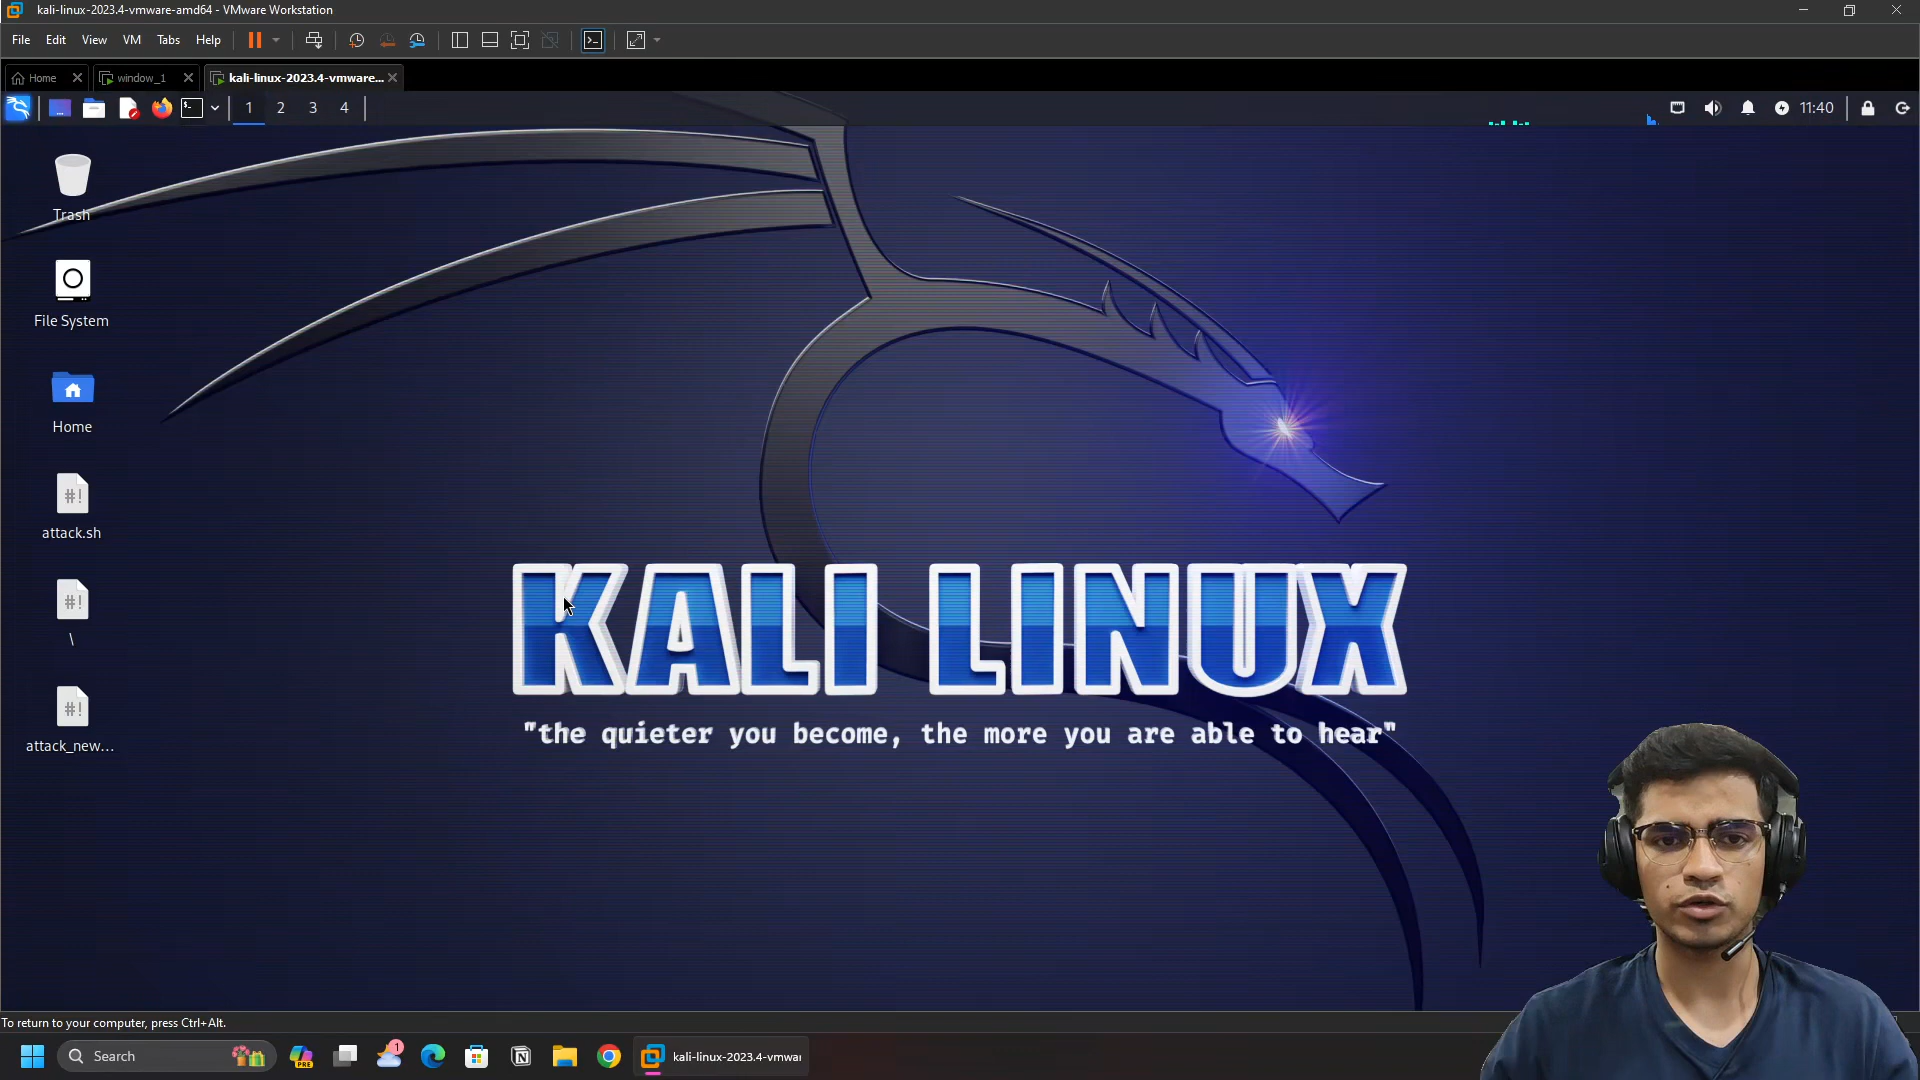 kali-linux-2023.4-vmware-amd64 - VMware Workstation
File Edit View VM Tabs Help
Home window_1 kali-linux-2023.4-vmware...
1 2 3 4 11:40
Trash
File System
Home
#!
attack.sh
#!
\
#!
attack_new...
KALI LINUX
"the quieter you become, the more you are able to hear"
To return to your computer, press Ctrl+Alt.
Search PRE 1 kali-linux-2023.4-vmwar